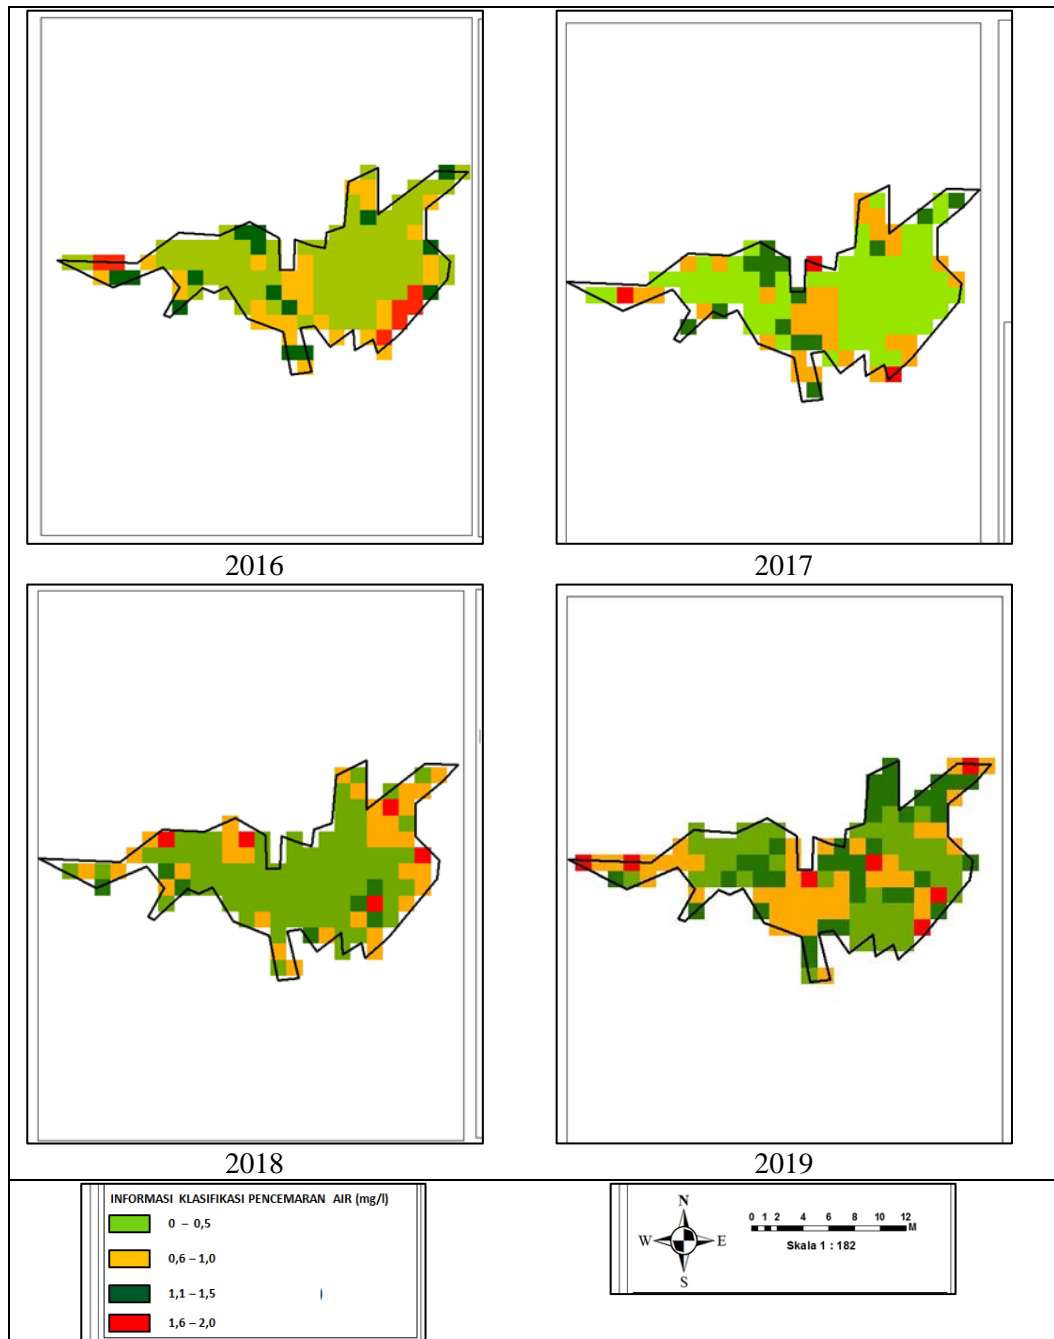 2016
2017
2018
2019
INFORMASI KLASIFIKASI PENCEMARAN AIR (mg/l)
0 – 0,5
0,6 – 1,0
1,1 – 1,5
)
1,6 – 2,0
N
W E
S
0 1 2 4 6 8 10 12
M
Skala 1 : 182